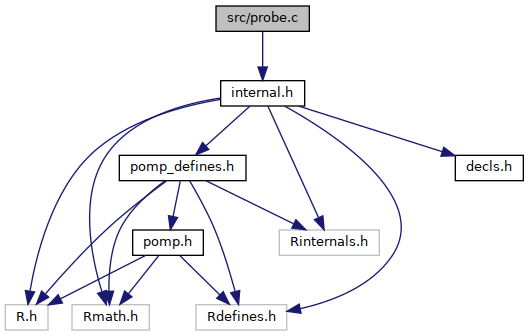 src/probe.c
internal.h
pomp_defines.h
decls.h
pomp.h
Rinternals.h
R.h
Rmath.h
Rdefines.h